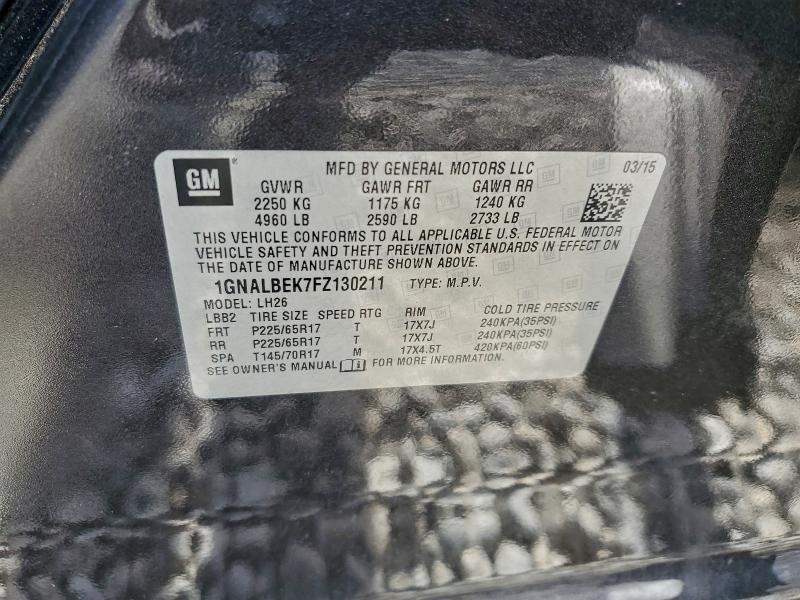 GM MFD BY GENERAL MOTORS LLC 03/15
GVWR GAWR FRT GAWR RR
2250 KG 1175 KG 1240 KG
4960 LB 2590 LB 2733 LB
THIS VEHICLE CONFORMS TO ALL APPLICABLE U.S. FEDERAL MOTOR
VEHICLE SAFETY AND THEFT PREVENTION STANDARDS IN EFFECT ON
THE DATE OF MANUFACTURE SHOWN ABOVE.
1GNALBEK7FZ130211 TYPE: M.P.V.
MODEL: LH26
LBB2 TIRE SIZE SPEED RTG RIM COLD TIRE PRESSURE
FRT P225/65R17 T 17X7J 240KPA(35PSI)
RR P225/65R17 T 17X7J 240KPA(35PSI)
SPA T145/70R17 M 17X4.5T 420KPA(60PSI)
SEE OWNER'S MANUAL FOR MORE INFORMATION.